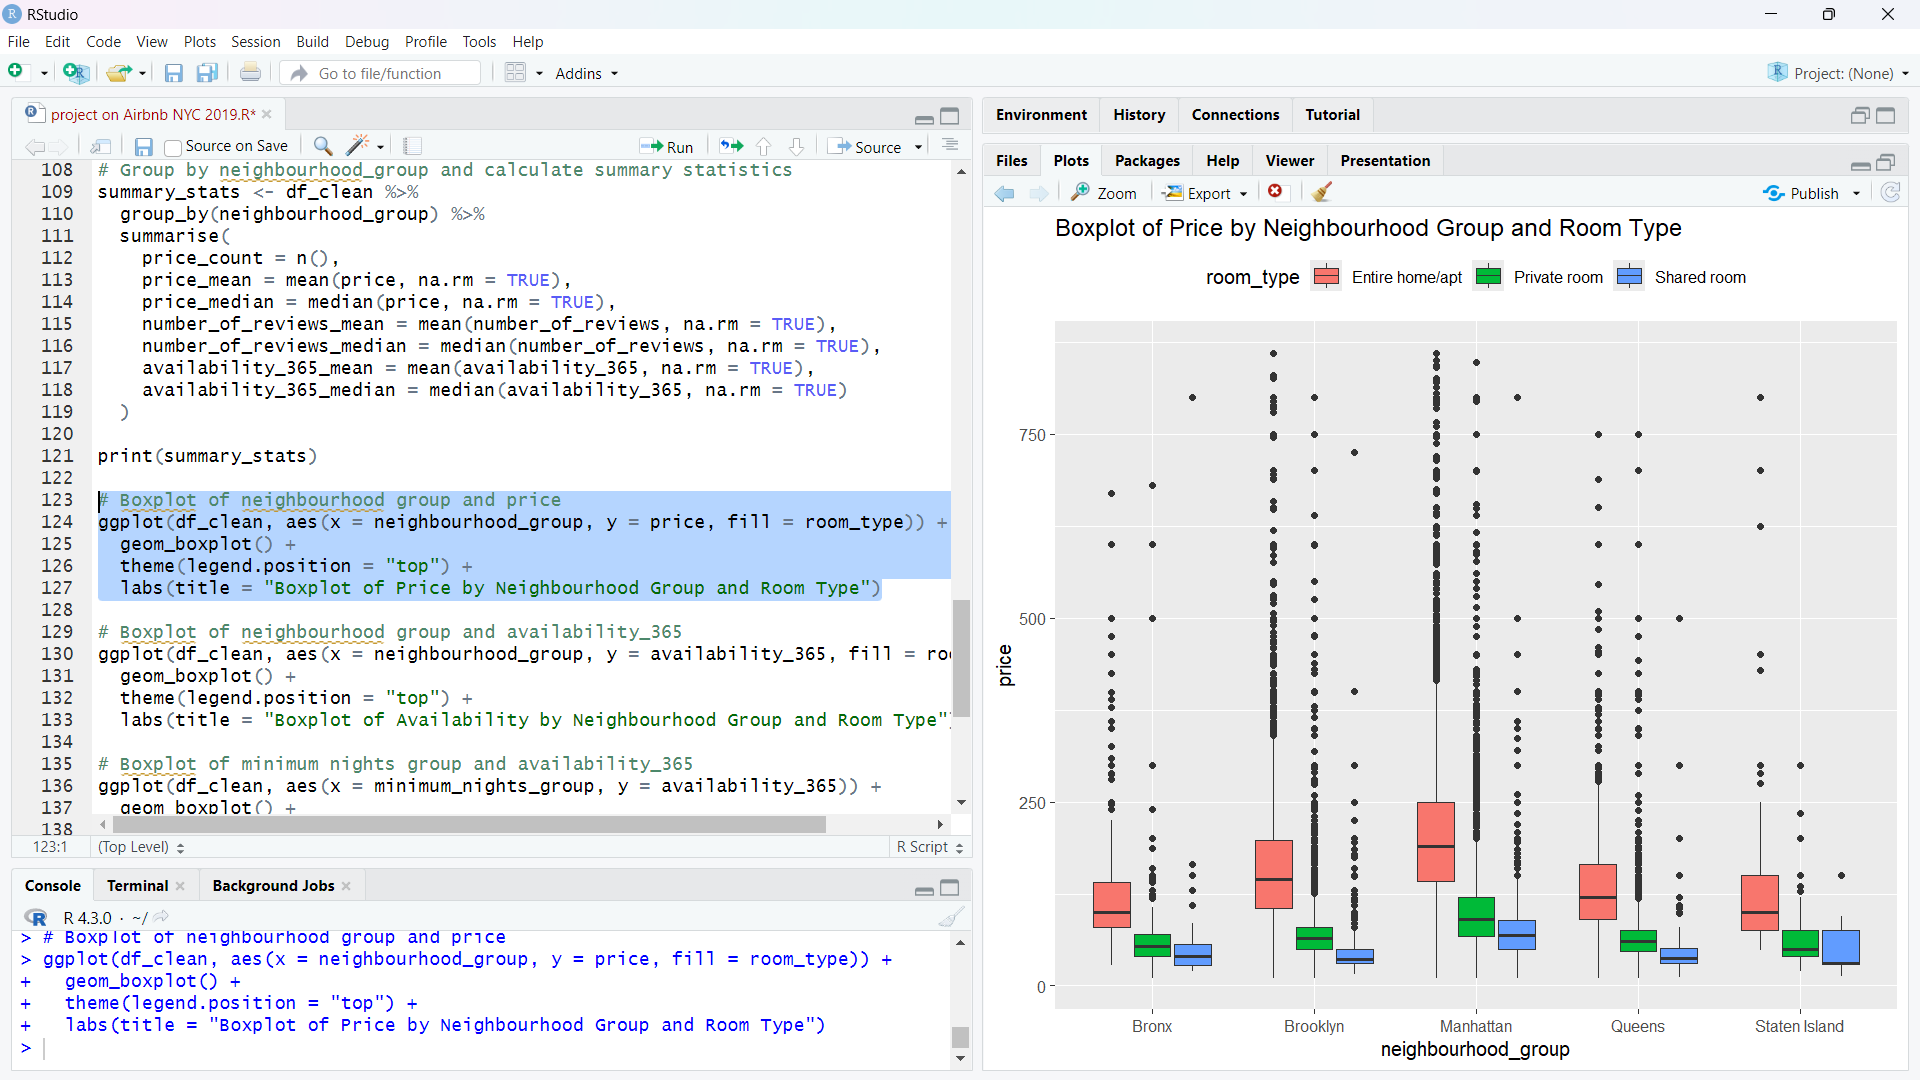 RStudio
File Edit Code View Plots Session Build Debug Profile Tools Help
Go to file/function Addins Project: (None)
project on Airbnb NYC 2019.R*
Source on Save Run Source
108 # Group by neighbourhood_group and calculate summary statistics
109 summary_stats <- df_clean %>%
110 group_by(neighbourhood_group) %>%
111 summarise(
112 price_count = n(),
113 price_mean = mean(price, na.rm = TRUE),
114 price_median = median(price, na.rm = TRUE),
115 number_of_reviews_mean = mean(number_of_reviews, na.rm = TRUE),
116 number_of_reviews_median = median(number_of_reviews, na.rm = TRUE),
117 availability_365_mean = mean(availability_365, na.rm = TRUE),
118 availability_365_median = median(availability_365, na.rm = TRUE)
119 )
120
121 print(summary_stats)
122
123 # Boxplot of neighbourhood group and price
124 ggplot(df_clean, aes(x = neighbourhood_group, y = price, fill = room_type)) +
125 geom_boxplot() +
126 theme(legend.position = "top") +
127 labs(title = "Boxplot of Price by Neighbourhood Group and Room Type")
128
129 # Boxplot of neighbourhood group and availability_365
130 ggplot(df_clean, aes(x = neighbourhood_group, y = availability_365, fill = ro
131 geom_boxplot() +
132 theme(legend.position = "top") +
133 labs(title = "Boxplot of Availability by Neighbourhood Group and Room Type"
134
135 # Boxplot of minimum nights group and availability_365
136 ggplot(df_clean, aes(x = minimum_nights_group, y = availability_365)) +
137 geom_boxplot() +
138
123:1 (Top Level) R Script
Console Terminal Background Jobs
R 4.3.0 · ~/
> # Boxplot of neighbourhood group and price
> ggplot(df_clean, aes(x = neighbourhood_group, y = price, fill = room_type)) +
+ geom_boxplot() +
+ theme(legend.position = "top") +
+ labs(title = "Boxplot of Price by Neighbourhood Group and Room Type")
>
Environment History Connections Tutorial
Files Plots Packages Help Viewer Presentation
Zoom Export Publish
Boxplot of Price by Neighbourhood Group and Room Type
room_type Entire home/apt Private room Shared room
750
500
250
0
price
Bronx Brooklyn Manhattan Queens Staten Island
neighbourhood_group